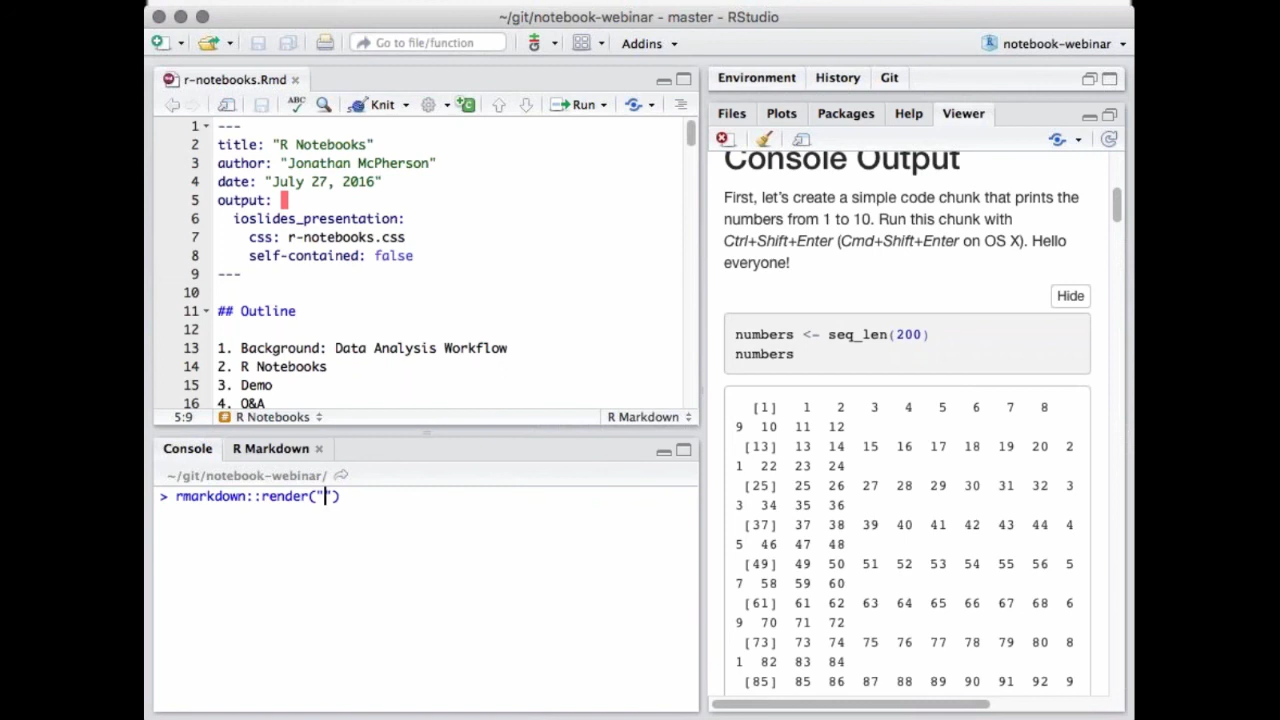 ~/git/notebook-webinar - master - RStudio
Go to file/function
Addins
notebook-webinar
r-notebooks.Rmd
ABC
Knit
Run
1 ---
2 title: "R Notebooks"
3 author: "Jonathan McPherson"
4 date: "July 27, 2016"
5 output:
6 ioslides_presentation:
7 css: r-notebooks.css
8 self-contained: false
9 ---
10
11 ## Outline
12
13 1. Background: Data Analysis Workflow
14 2. R Notebooks
15 3. Demo
16 4. Q&A
5:9 # R Notebooks R Markdown
Console R Markdown
~/git/notebook-webinar/
> rmarkdown::render("")
Environment History Git
Files Plots Packages Help Viewer
Console Output
First, let's create a simple code chunk that prints the
numbers from 1 to 10. Run this chunk with
Ctrl+Shift+Enter (Cmd+Shift+Enter on OS X). Hello
everyone!
Hide
numbers <- seq_len(200)
numbers
[1] 1 2 3 4 5 6 7 8
9 10 11 12
[13] 13 14 15 16 17 18 19 20 2
1 22 23 24
[25] 25 26 27 28 29 30 31 32 3
3 34 35 36
[37] 37 38 39 40 41 42 43 44 4
5 46 47 48
[49] 49 50 51 52 53 54 55 56 5
7 58 59 60
[61] 61 62 63 64 65 66 67 68 6
9 70 71 72
[73] 73 74 75 76 77 78 79 80 8
1 82 83 84
[85] 85 86 87 88 89 90 91 92 9